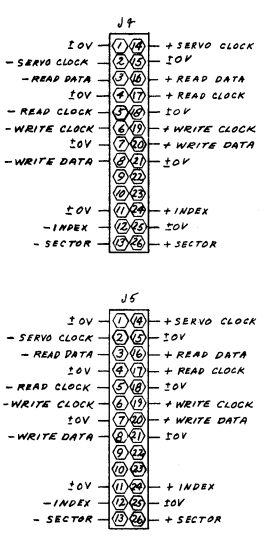 J4
±0V 1 14 + SERVO CLOCK
- SERVO CLOCK 2 15 ±0V
- READ DATA 3 16 + READ DATA
±0V 4 17 + READ CLOCK
- READ CLOCK 5 18 ±0V
- WRITE CLOCK 6 19 + WRITE CLOCK
±0V 7 20 + WRITE DATA
- WRITE DATA 8 21 ±0V
9 22
10 23
±0V 11 24 + INDEX
- INDEX 12 25 ±0V
- SECTOR 13 26 + SECTOR
J5
±0V 1 14 + SERVO CLOCK
- SERVO CLOCK 2 15 ±0V
- READ DATA 3 16 + READ DATA
±0V 4 17 + READ CLOCK
- READ CLOCK 5 18 ±0V
- WRITE CLOCK 6 19 + WRITE CLOCK
±0V 7 20 + WRITE DATA
- WRITE DATA 8 21 ±0V
9 22
10 23
±0V 11 24 + INDEX
- INDEX 12 25 ±0V
- SECTOR 13 26 + SECTOR